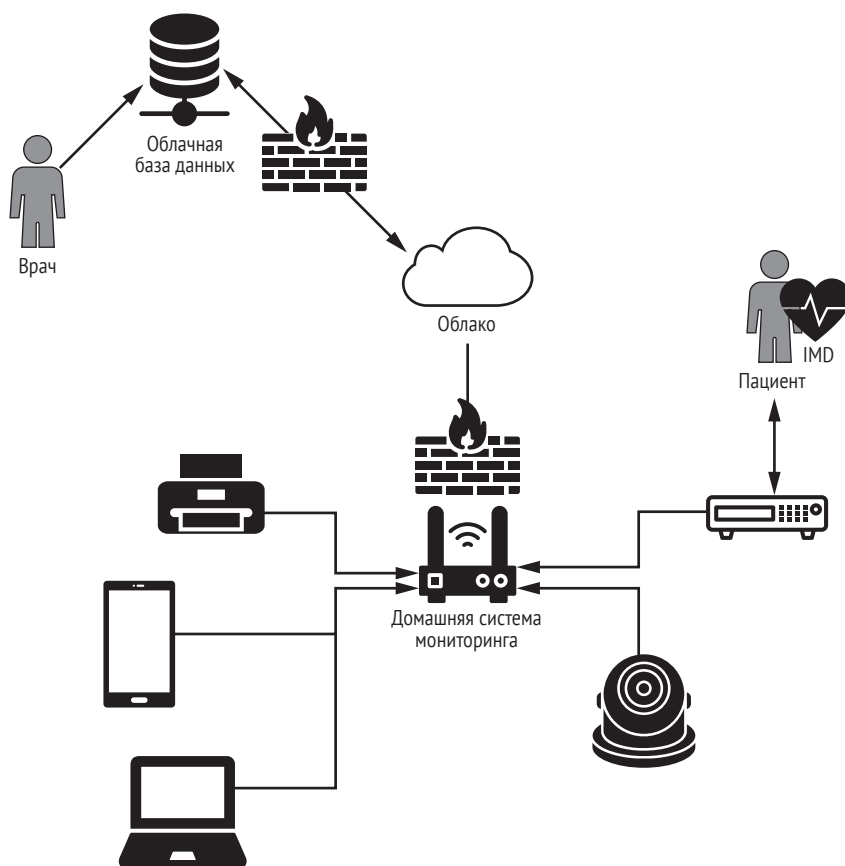 Облачная
база данных
Врач
Облако
IMD
Пациент
Домашняя система
мониторинга